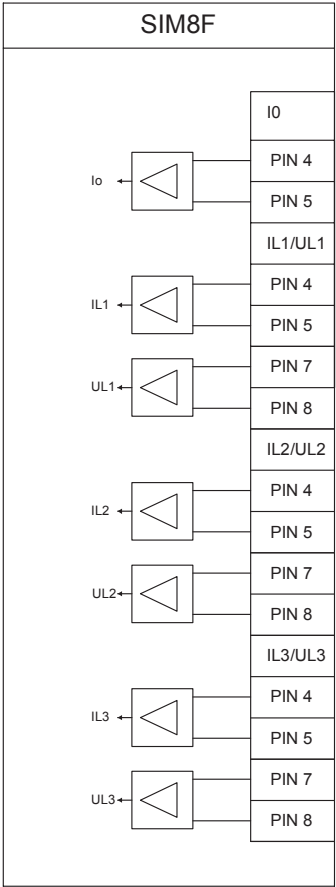 SIM8F
I0
PIN 4
Io
PIN 5
IL1/UL1
PIN 4
IL1
PIN 5
PIN 7
UL1
PIN 8
IL2/UL2
PIN 4
IL2
PIN 5
PIN 7
UL2
PIN 8
IL3/UL3
PIN 4
IL3
PIN 5
PIN 7
UL3
PIN 8